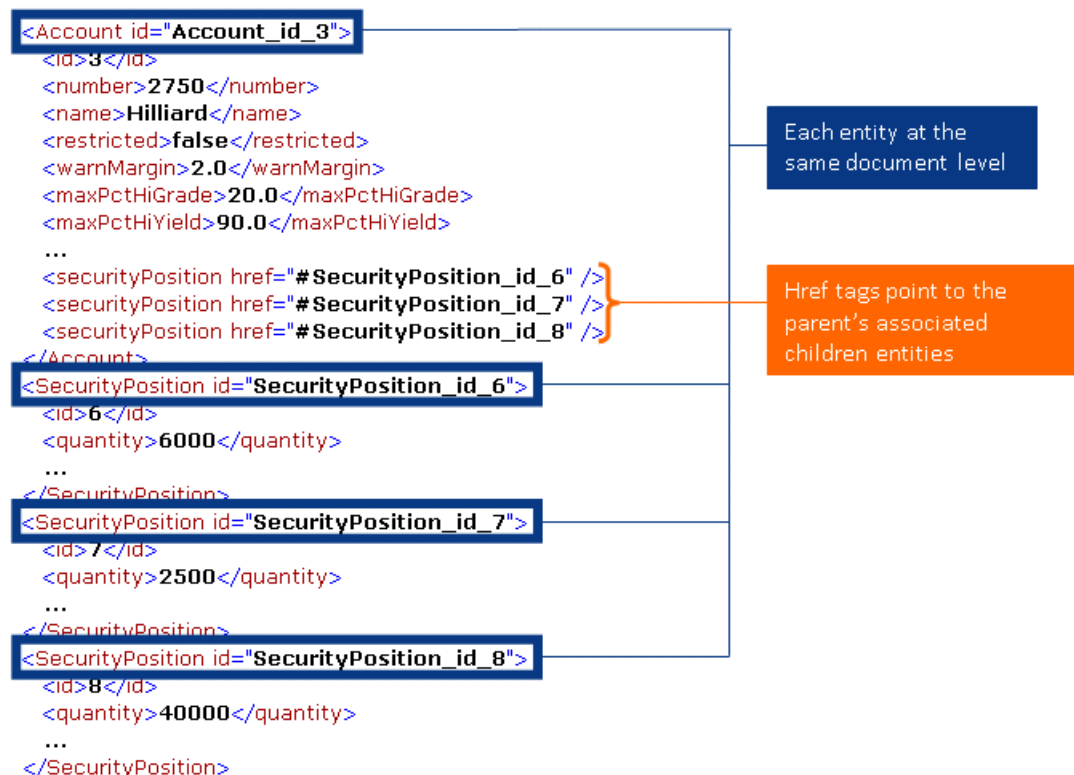 <Account id="Account_id_3">
<id>3</id>
<number>2750</number>
<name>Hilliard</name>
<restricted>false</restricted>
<warnMargin>2.0</warnMargin>
<maxPctHiGrade>20.0</maxPctHiGrade>
<maxPctHiYield>90.0</maxPctHiYield>
...
<securityPosition href="#SecurityPosition_id_6" />
<securityPosition href="#SecurityPosition_id_7" />
<securityPosition href="#SecurityPosition_id_8" />
</Account>
<SecurityPosition id="SecurityPosition_id_6">
<id>6</id>
<quantity>6000</quantity>
...
</SecurityPosition>
<SecurityPosition id="SecurityPosition_id_7">
<id>7</id>
<quantity>2500</quantity>
...
</SecurityPosition>
<SecurityPosition id="SecurityPosition_id_8">
<id>8</id>
<quantity>40000</quantity>
...
</SecurityPosition>
Each entity at the
same document level
Href tags point to the
parent's associated
children entities